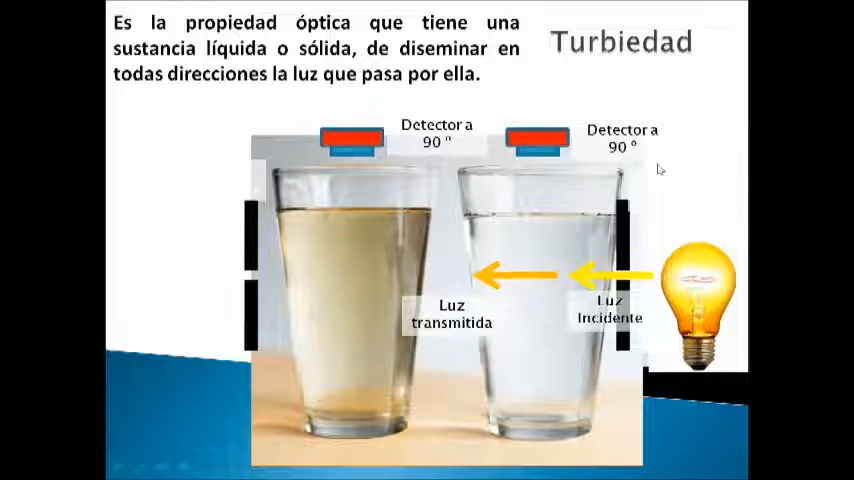 Es la propiedad óptica que tiene una
sustancia líquida o sólida, de diseminar en
todas direcciones la luz que pasa por ella.
Turbiedad
Detector a
90 °
Detector a
90 °
Luz
transmitida
Luz
Incidente